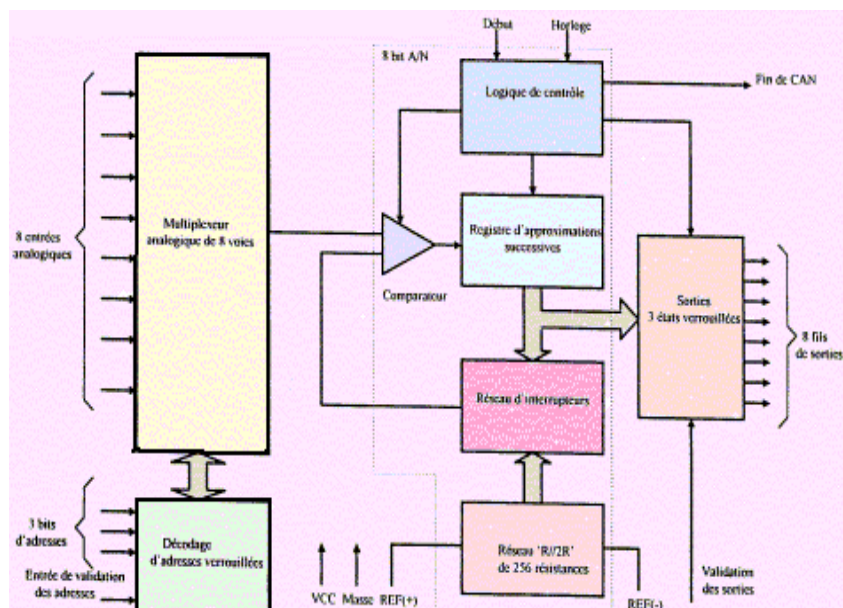 Début
Horloge
8 bit A/N
Logique de contrôle
Fin de CAN
8 entrées
analogiques
Multiplexeur
analogique de 8 voies
Registre d'approximations
successives
Comparateur
Sorties
3 états verrouillées
8 fils
de sorties
Réseau d'interrupteurs
3 bits
d'adresses
Entrée de validation
des adresses
Décodage
d'adresses verrouillées
VCC
Masse
REF(+)
Réseau 'R//2R'
de 256 résistances
REF(-)
Validation
des sorties